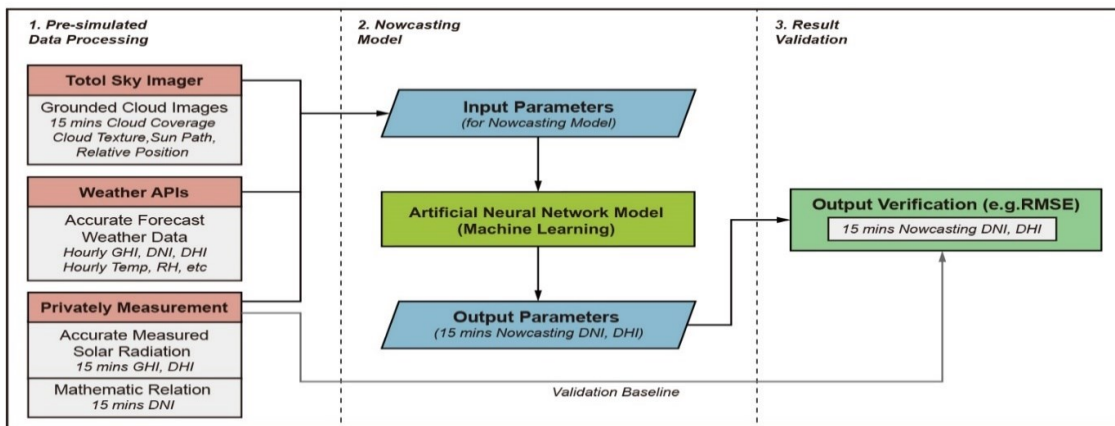 1. Pre-simulated
Data Processing
Totol Sky Imager
Grounded Cloud Images
15 mins Cloud Coverage
Cloud Texture,Sun Path,
Relative Position
Weather APIs
Accurate Forecast
Weather Data
Hourly GHI, DNI, DHI
Hourly Temp, RH, etc
Privately Measurement
Accurate Measured
Solar Radiation
15 mins GHI, DHI
Mathematic Relation
15 mins DNI
2. Nowcasting
Model
Input Parameters
(for Nowcasting Model)
Artificial Neural Network Model
(Machine Learning)
Output Parameters
(15 mins Nowcasting DNI, DHI)
Validation Baseline
3. Result
Validation
Output Verification (e.g.RMSE)
15 mins Nowcasting DNI, DHI